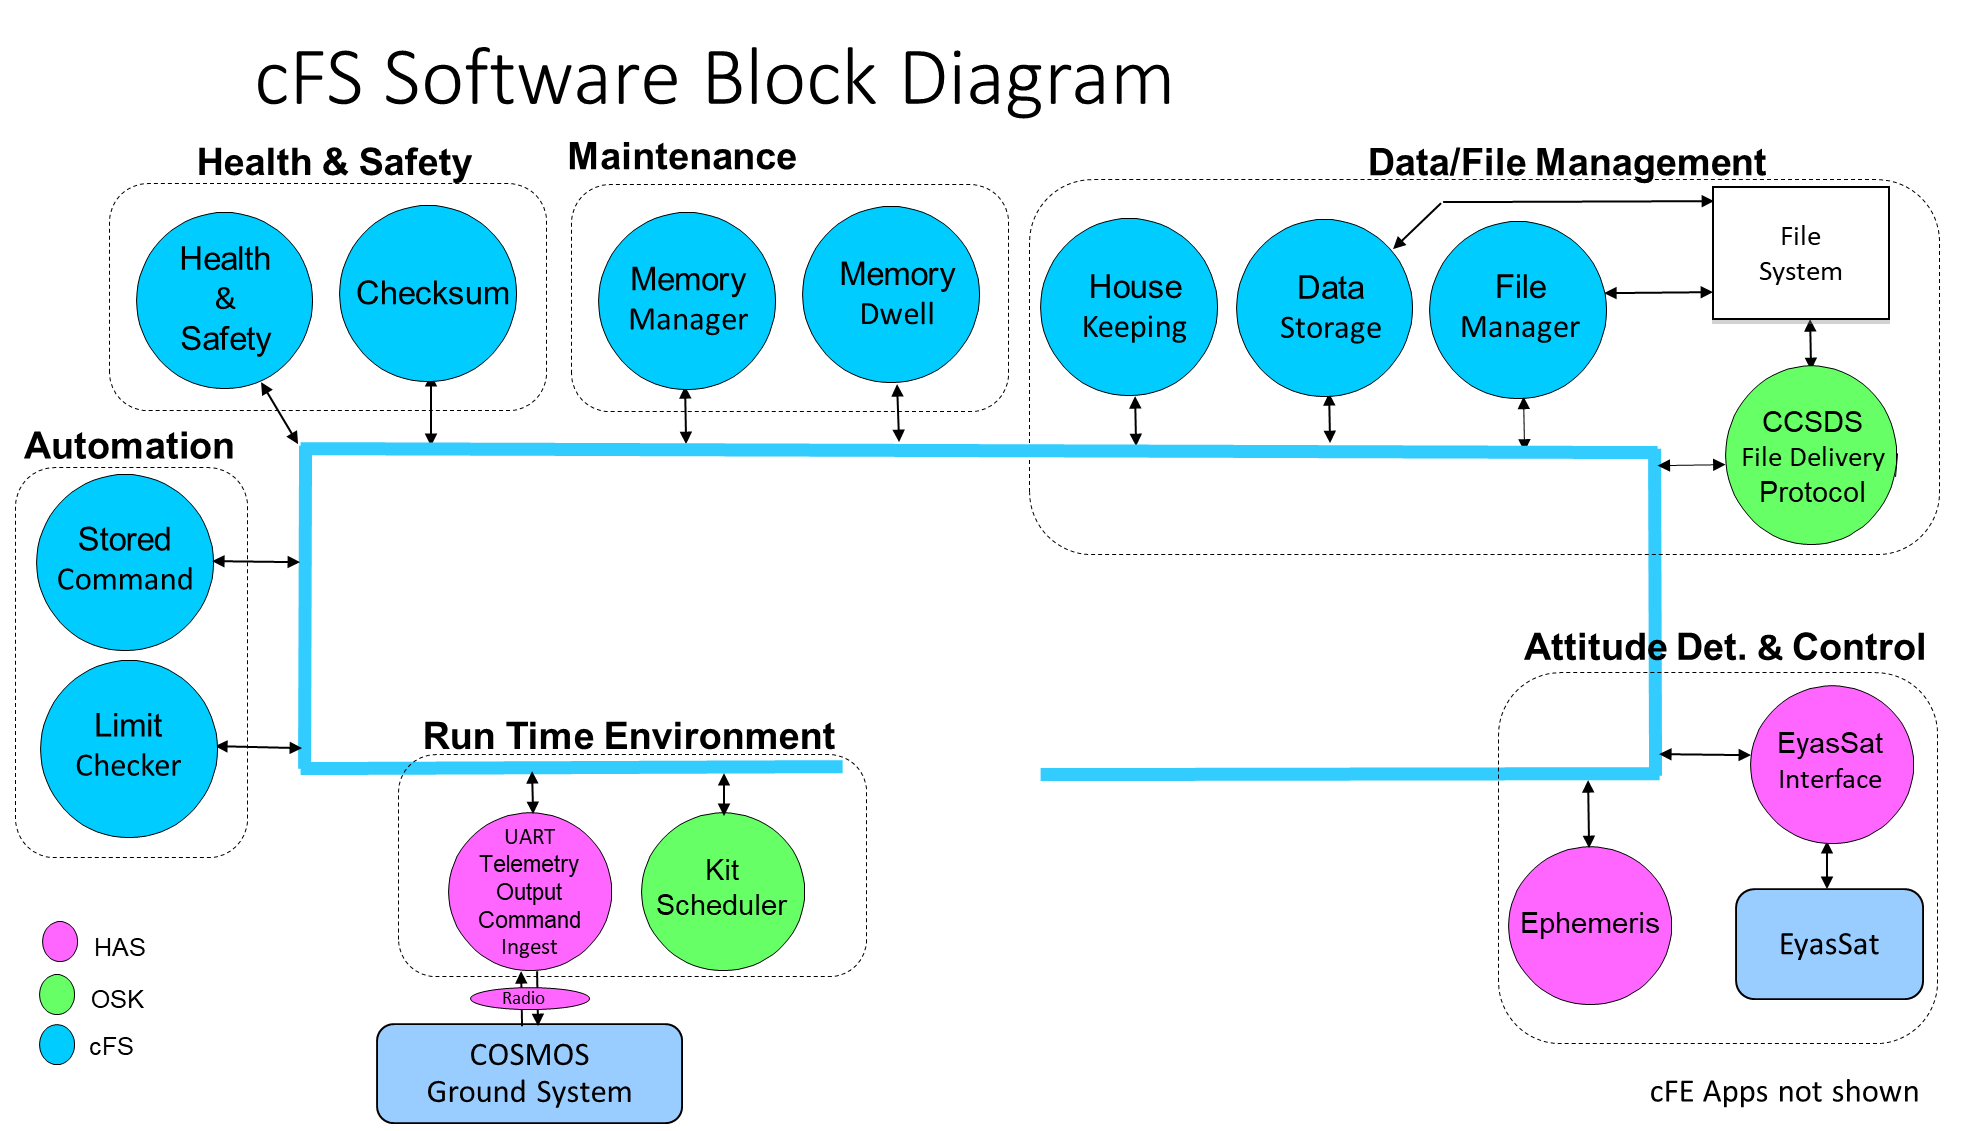 cFS Software Block Diagram
Health & Safety
Maintenance
Data/File Management
Health
&
Safety
Checksum
Memory
Manager
Memory
Dwell
House
Keeping
Data
Storage
File
Manager
File
System
CCSDS
File Delivery
Protocol
Automation
Stored
Command
Limit
Checker
Run Time Environment
UART
Telemetry
Output
Command
Ingest
Kit
Scheduler
Radio
COSMOS
Ground System
Attitude Det. & Control
EyasSat
Interface
Ephemeris
EyasSat
HAS
OSK
cFS
cFE Apps not shown